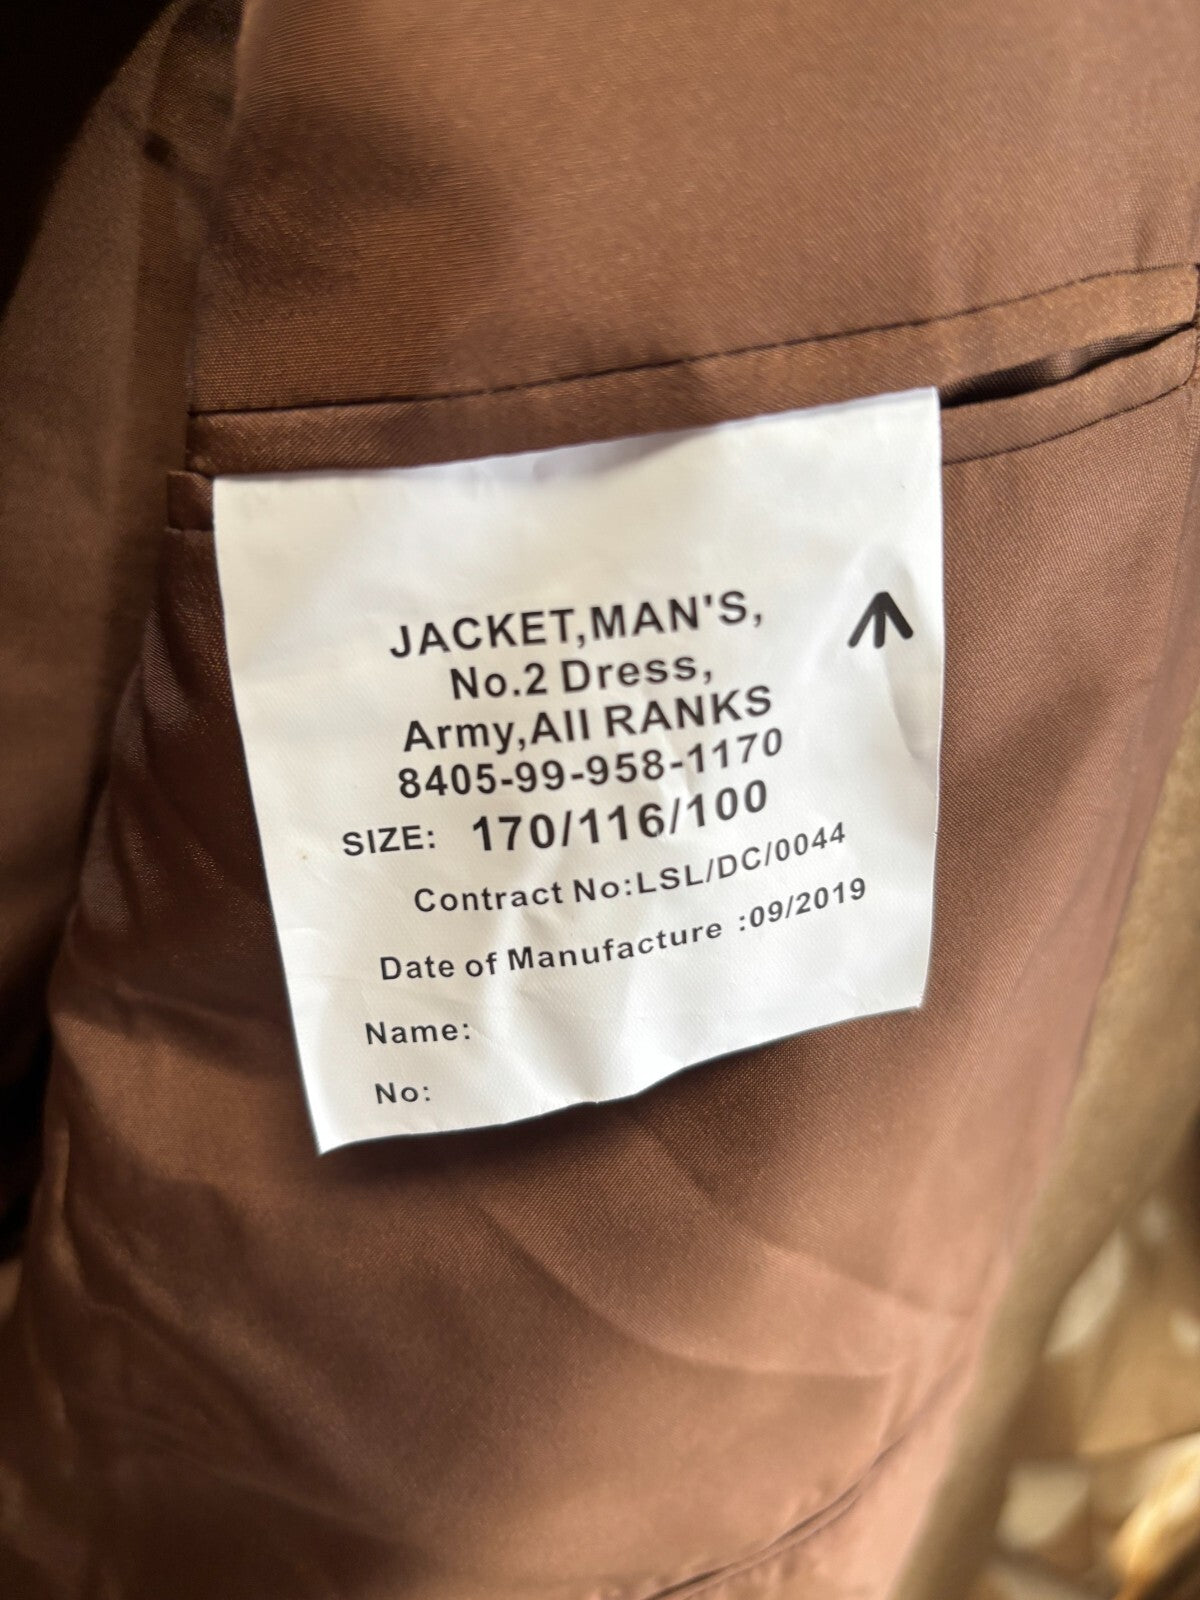 JACKET,MAN'S,
No.2 Dress,
Army,All RANKS
8405-99-958-1170
SIZE: 170/116/100
Contract No:LSL/DC/0044
Date of Manufacture :09/2019
Name:
No: